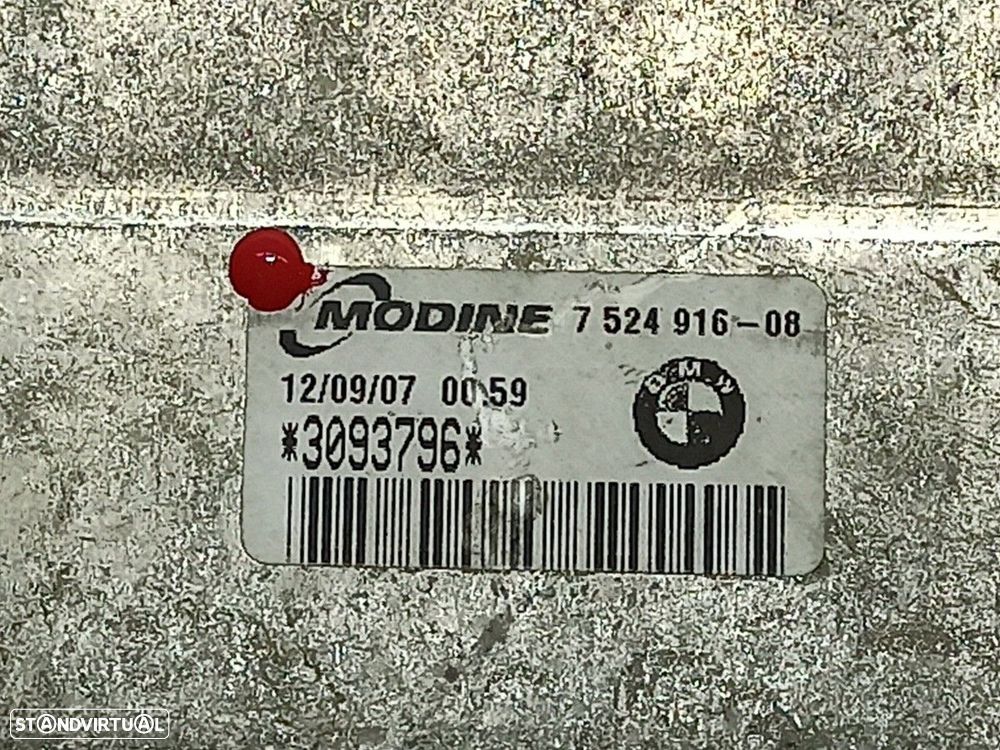 MODINE 7 524 916-08
12/09/07 00:59
BMW
*3093796*
STANDVIRTUAL